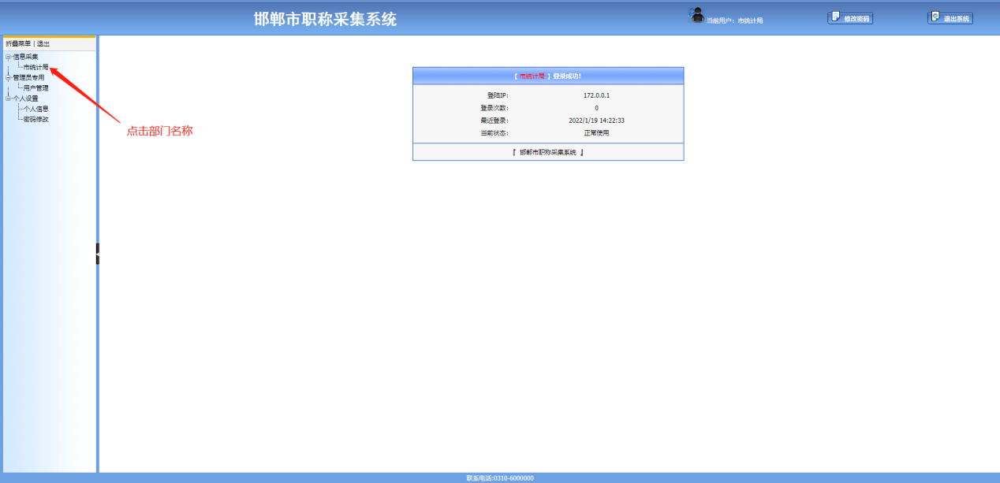 邯郸市职称采集系统
当前用户：市统计局
修改密码
退出系统
折叠菜单 | 退出
信息采集
市统计局
管理员专用
用户管理
个人设置
个人信息
密码修改
点击部门名称
【 市统计局 】登录成功!
登陆IP: 172.0.0.1
登录次数: 0
最近登录: 2022/1/19 14:22:33
当前状态: 正常使用
『 邯郸市职称采集系统 』
联系电话:0310-6000000